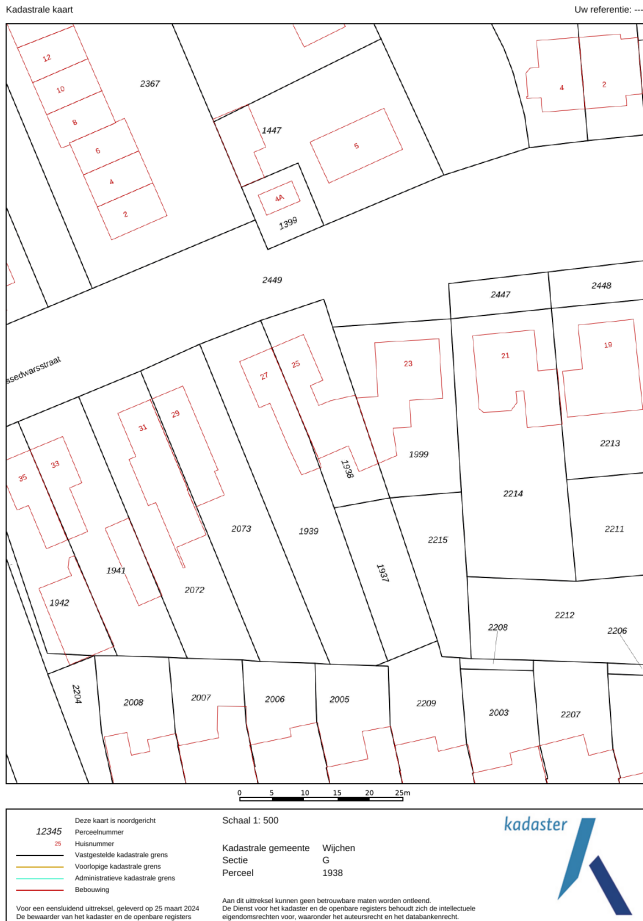 Kadastrale kaart
Uw referentie: ---
12
10
8
6
4
2
2367
1447
5
4A
1399
4
2
2449
2447
2448
ssedwarsstraat
27
25
23
21
19
31
29
35
33
1938
1999
2213
2214
2073
1939
2215
2211
1941
2072
1937
1942
2212
2208
2206
2204
2008
2007
2006
2005
2209
2003
2207
0 5 10 15 20 25m
Deze kaart is noordgericht
12345 Perceelnummer
25 Huisnummer
Vastgestelde kadastrale grens
Voorlopige kadastrale grens
Administratieve kadastrale grens
Bebouwing
Voor een eensluidend uittreksel, geleverd op 25 maart 2024
De bewaarder van het kadaster en de openbare registers
Schaal 1: 500
Kadastrale gemeente Wijchen
Sectie G
Perceel 1938
Aan dit uittreksel kunnen geen betrouwbare maten worden ontleend.
De Dienst voor het kadaster en de openbare registers behoudt zich de intellectuele
eigendomsrechten voor, waaronder het auteursrecht en het databankenrecht.
kadaster